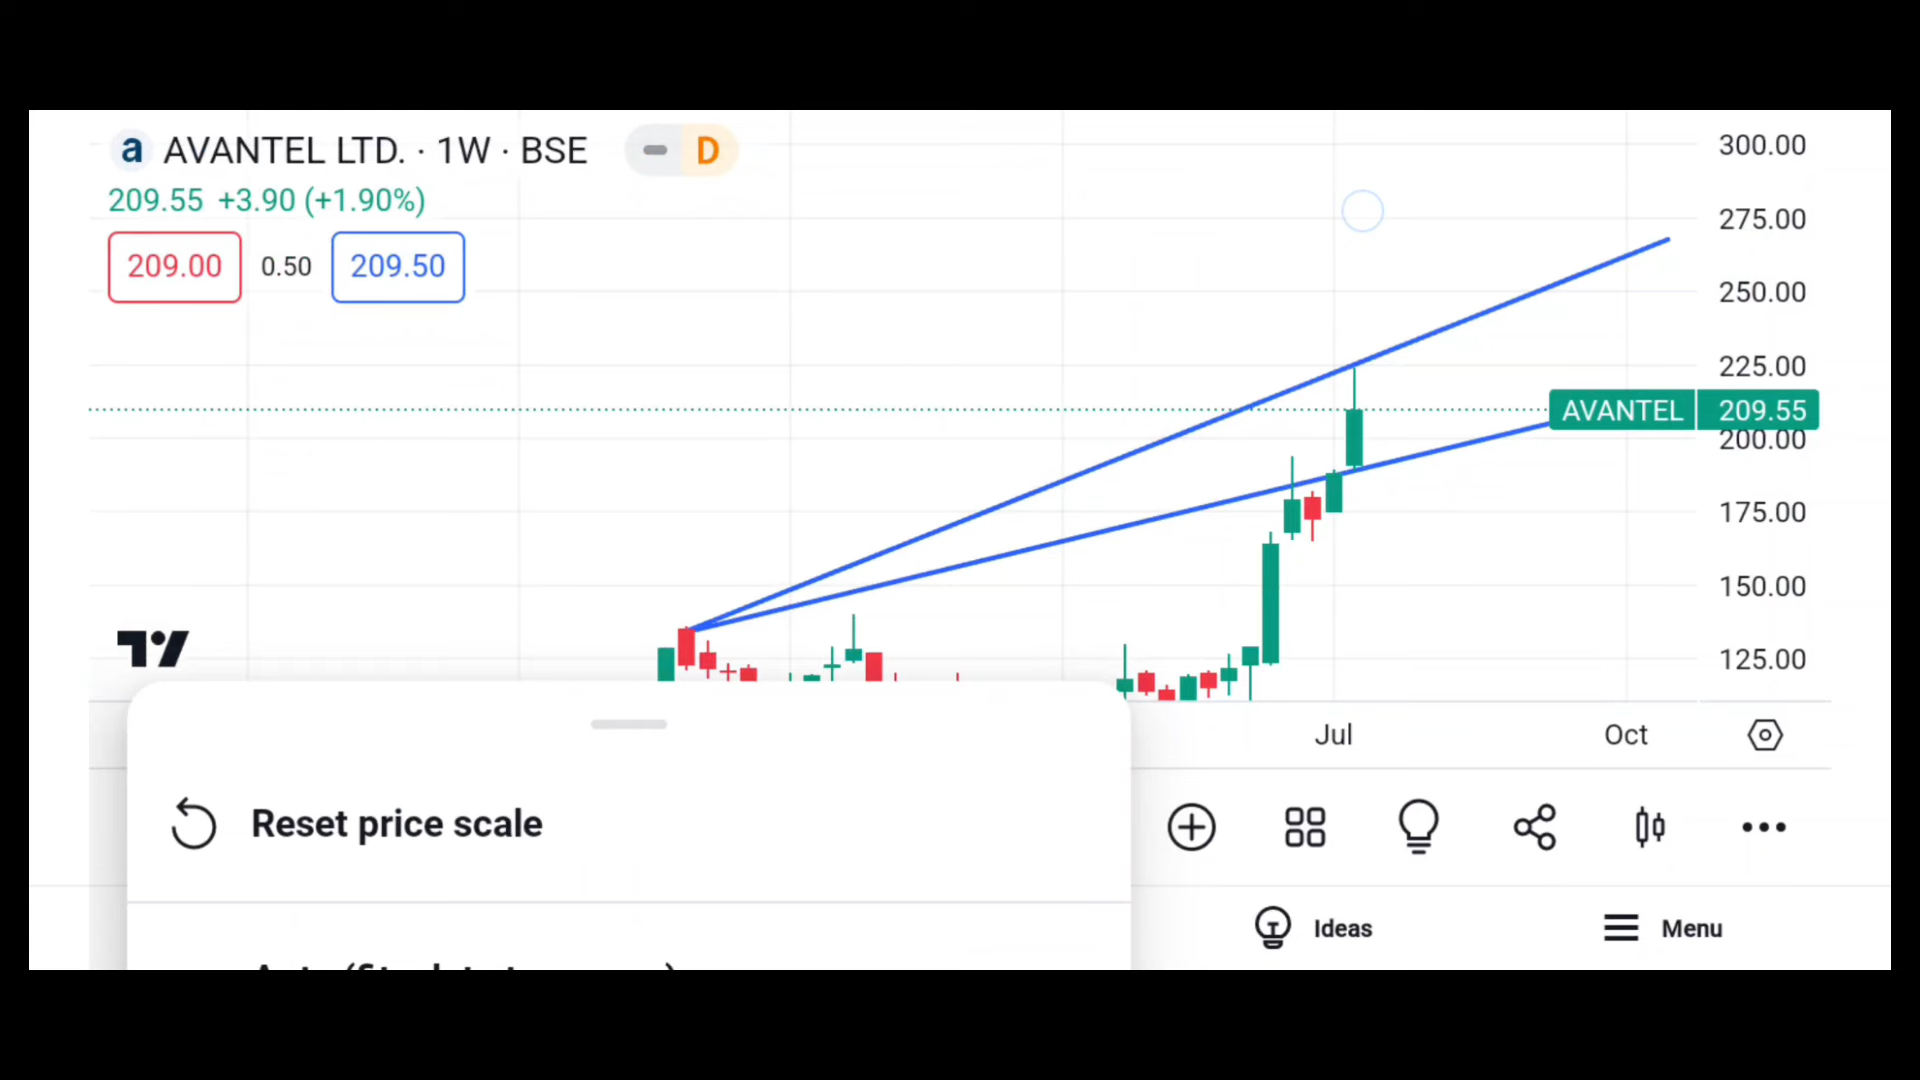 a AVANTEL LTD. · 1W · BSE D
209.55 +3.90 (+1.90%)
209.00 0.50 209.50
300.00
275.00
250.00
225.00
AVANTEL 209.55
200.00
175.00
150.00
125.00
Jul Oct
Reset price scale
Ideas Menu